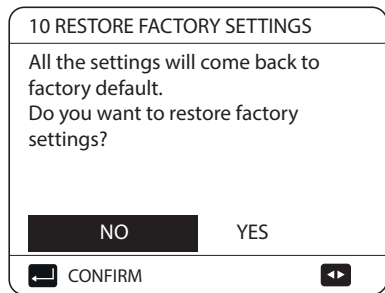 10 RESTORE FACTORY SETTINGS
All the settings will come back to
factory default.
Do you want to restore factory
settings?
NO YES
CONFIRM